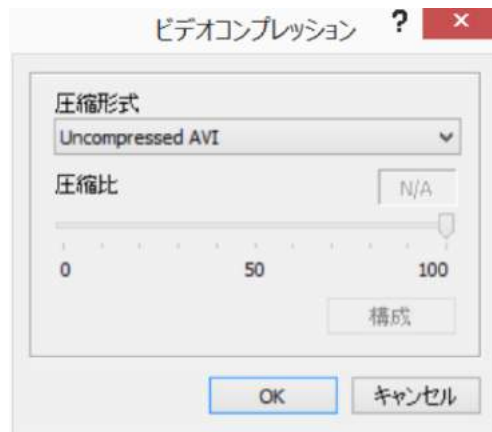 ビデオコンプレッション ? ×
圧縮形式
Uncompressed AVI
圧縮比 N/A
0 50 100
構成
OK キャンセル